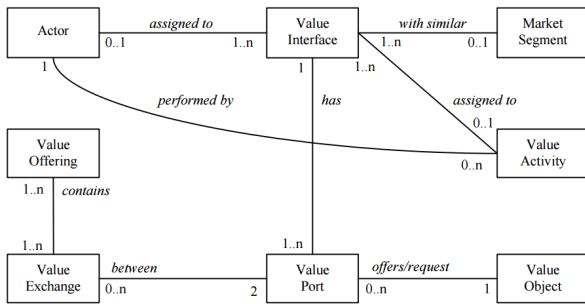 Actor
assigned to
Value
Interface
with similar
Market
Segment
0..1
1..n
1..n
0..1
1
1
1..n
performed by
has
assigned to
0..1
Value
Offering
Value
Activity
0..n
1..n
contains
1..n
1..n
Value
Exchange
between
Value
Port
offers/request
Value
Object
0..n
2
0..n
1